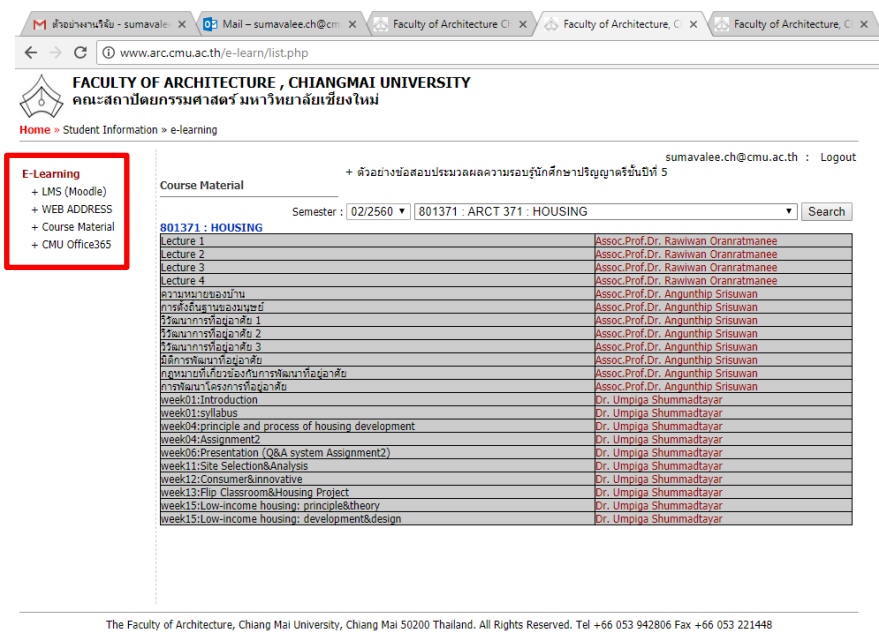 ตัวอย่างงานวิจัย - sumavale
Mail – sumavalee.ch@cm
Faculty of Architecture C
Faculty of Architecture, C
Faculty of Architecture, C
www.arc.cmu.ac.th/e-learn/list.php
FACULTY OF ARCHITECTURE , CHIANGMAI UNIVERSITY
คณะสถาปัตยกรรมศาสตร์ มหาวิทยาลัยเชียงใหม่
Home » Student Information » e-learning
sumavalee.ch@cmu.ac.th : Logout
+ ตัวอย่างข้อสอบประมวลผลความรอบรู้นักศึกษาปริญญาตรีชั้นปีที่ 5
E-Learning
+ LMS (Moodle)
+ WEB ADDRESS
+ Course Material
+ CMU Office365
Course Material
Semester : 02/2560 801371 : ARCT 371 : HOUSING Search
801371 : HOUSING
Lecture 1 Assoc.Prof.Dr. Rawiwan Oranratmanee
Lecture 2 Assoc.Prof.Dr. Rawiwan Oranratmanee
Lecture 3 Assoc.Prof.Dr. Rawiwan Oranratmanee
Lecture 4 Assoc.Prof.Dr. Rawiwan Oranratmanee
ความหมายของบ้าน Assoc.Prof.Dr. Angunthip Srisuwan
การตั้งถิ่นฐานของมนุษย์ Assoc.Prof.Dr. Angunthip Srisuwan
วิวัฒนาการที่อยู่อาศัย 1 Assoc.Prof.Dr. Angunthip Srisuwan
วิวัฒนาการที่อยู่อาศัย 2 Assoc.Prof.Dr. Angunthip Srisuwan
วิวัฒนาการที่อยู่อาศัย 3 Assoc.Prof.Dr. Angunthip Srisuwan
มิติการพัฒนาที่อยู่อาศัย Assoc.Prof.Dr. Angunthip Srisuwan
กฎหมายที่เกี่ยวข้องกับการพัฒนาที่อยู่อาศัย Assoc.Prof.Dr. Angunthip Srisuwan
การพัฒนาโครงการที่อยู่อาศัย Assoc.Prof.Dr. Angunthip Srisuwan
week01:Introduction Dr. Umpiga Shummadtayar
week01:syllabus Dr. Umpiga Shummadtayar
week04:principle and process of housing development Dr. Umpiga Shummadtayar
week04:Assignment2 Dr. Umpiga Shummadtayar
week06:Presentation (Q&A system Assignment2) Dr. Umpiga Shummadtayar
week11:Site Selection&Analysis Dr. Umpiga Shummadtayar
week12:Consumer&innovative Dr. Umpiga Shummadtayar
week13:Flip Classroom&Housing Project Dr. Umpiga Shummadtayar
week15:Low-income housing: principle&theory Dr. Umpiga Shummadtayar
week15:Low-income housing: development&design Dr. Umpiga Shummadtayar
The Faculty of Architecture, Chiang Mai University, Chiang Mai 50200 Thailand. All Rights Reserved. Tel +66 053 942806 Fax +66 053 221448